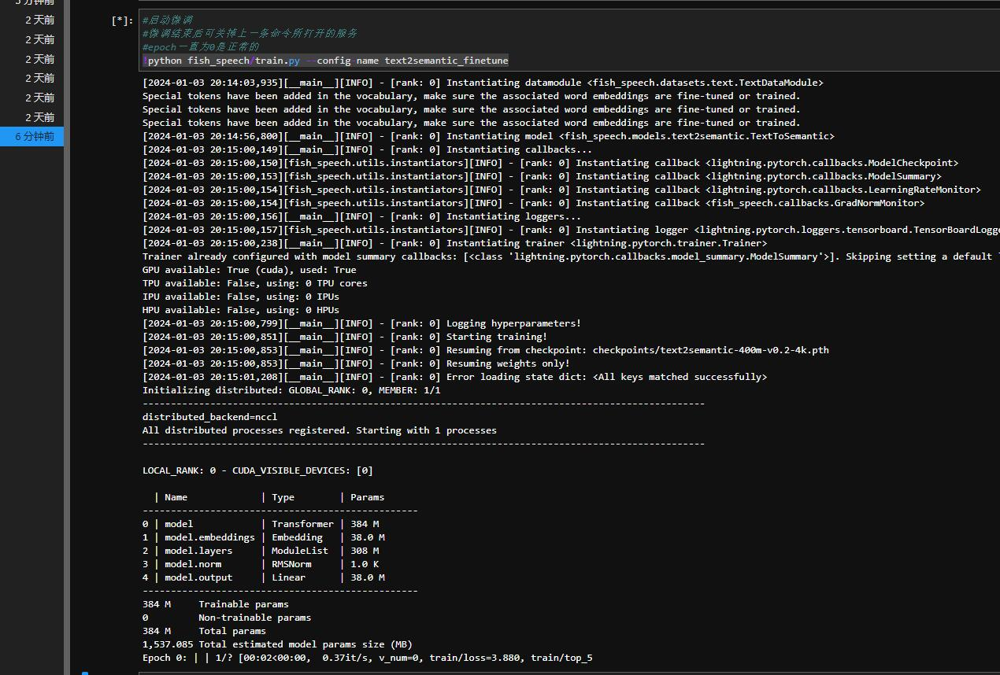 5 分钟前
2 天前
2 天前
2 天前
2 天前
2 天前
2 天前
6 分钟前
[*]:
#启动微调
#微调结束后可关掉上一条命令所打开的服务
#epoch一直为0是正常的
!python fish_speech/train.py --config-name text2semantic_finetune
[2024-01-03 20:14:03,935][__main__][INFO] - [rank: 0] Instantiating datamodule <fish_speech.datasets.text.TextDataModule>
Special tokens have been added in the vocabulary, make sure the associated word embeddings are fine-tuned or trained.
Special tokens have been added in the vocabulary, make sure the associated word embeddings are fine-tuned or trained.
Special tokens have been added in the vocabulary, make sure the associated word embeddings are fine-tuned or trained.
[2024-01-03 20:14:56,800][__main__][INFO] - [rank: 0] Instantiating model <fish_speech.models.text2semantic.TextToSemantic>
[2024-01-03 20:15:00,149][__main__][INFO] - [rank: 0] Instantiating callbacks...
[2024-01-03 20:15:00,150][fish_speech.utils.instantiators][INFO] - [rank: 0] Instantiating callback <lightning.pytorch.callbacks.ModelCheckpoint>
[2024-01-03 20:15:00,153][fish_speech.utils.instantiators][INFO] - [rank: 0] Instantiating callback <lightning.pytorch.callbacks.ModelSummary>
[2024-01-03 20:15:00,154][fish_speech.utils.instantiators][INFO] - [rank: 0] Instantiating callback <lightning.pytorch.callbacks.LearningRateMonitor>
[2024-01-03 20:15:00,154][fish_speech.utils.instantiators][INFO] - [rank: 0] Instantiating callback <fish_speech.callbacks.GradNormMonitor>
[2024-01-03 20:15:00,156][__main__][INFO] - [rank: 0] Instantiating loggers...
[2024-01-03 20:15:00,157][fish_speech.utils.instantiators][INFO] - [rank: 0] Instantiating logger <lightning.pytorch.loggers.tensorboard.TensorBoardLogge
[2024-01-03 20:15:00,238][__main__][INFO] - [rank: 0] Instantiating trainer <lightning.pytorch.trainer.Trainer>
Trainer already configured with model summary callbacks: [<class 'lightning.pytorch.callbacks.model_summary.ModelSummary'>]. Skipping setting a default
GPU available: True (cuda), used: True
TPU available: False, using: 0 TPU cores
IPU available: False, using: 0 IPUs
HPU available: False, using: 0 HPUs
[2024-01-03 20:15:00,799][__main__][INFO] - [rank: 0] Logging hyperparameters!
[2024-01-03 20:15:00,851][__main__][INFO] - [rank: 0] Starting training!
[2024-01-03 20:15:00,853][__main__][INFO] - [rank: 0] Resuming from checkpoint: checkpoints/text2semantic-400m-v0.2-4k.pth
[2024-01-03 20:15:00,853][__main__][INFO] - [rank: 0] Resuming weights only!
[2024-01-03 20:15:01,208][__main__][INFO] - [rank: 0] Error loading state dict: <All keys matched successfully>
Initializing distributed: GLOBAL_RANK: 0, MEMBER: 1/1
----------------------------------------------------------------------------------------------------
distributed_backend=nccl
All distributed processes registered. Starting with 1 processes
----------------------------------------------------------------------------------------------------
LOCAL_RANK: 0 - CUDA_VISIBLE_DEVICES: [0]
| Name | Type | Params
-------------------------------------------------
0 | model | Transformer | 384 M
1 | model.embeddings | Embedding | 38.0 M
2 | model.layers | ModuleList | 308 M
3 | model.norm | RMSNorm | 1.0 K
4 | model.output | Linear | 38.0 M
-------------------------------------------------
384 M Trainable params
0 Non-trainable params
384 M Total params
1,537.085 Total estimated model params size (MB)
Epoch 0: | | 1/? [00:02<00:00, 0.37it/s, v_num=0, train/loss=3.880, train/top_5